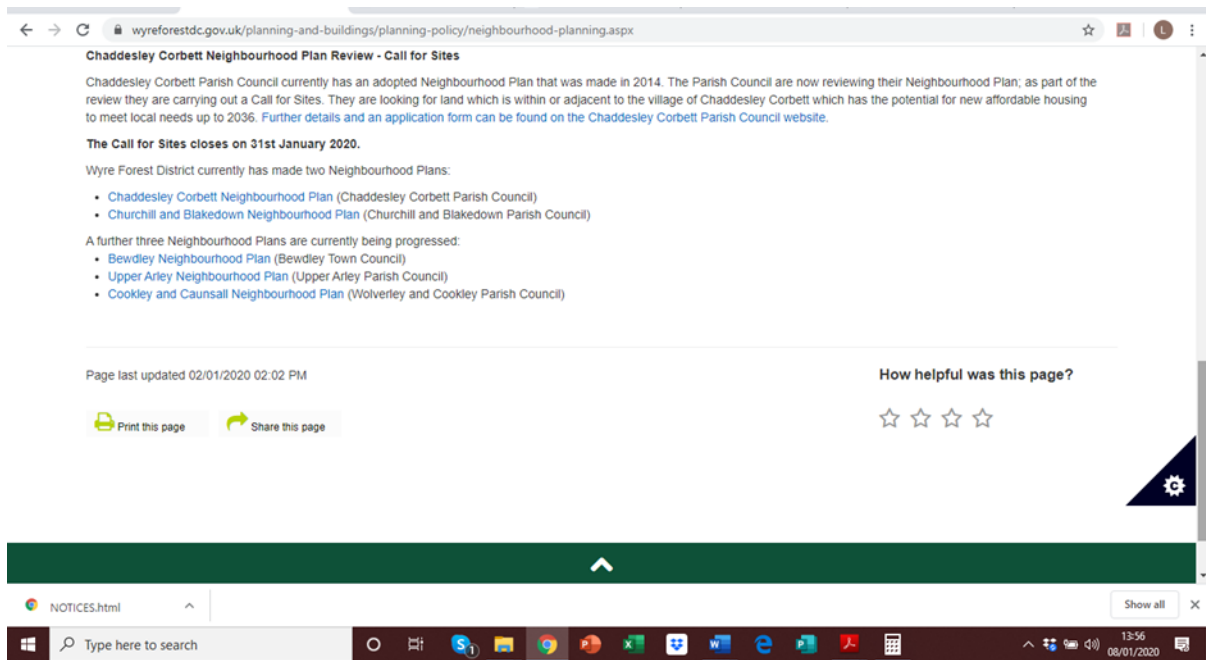 wyreforestdc.gov.uk/planning-and-buildings/planning-policy/neighbourhood-planning.aspx
L
Chaddesley Corbett Neighbourhood Plan Review - Call for Sites
Chaddesley Corbett Parish Council currently has an adopted Neighbourhood Plan that was made in 2014. The Parish Council are now reviewing their Neighbourhood Plan; as part of the
review they are carrying out a Call for Sites. They are looking for land which is within or adjacent to the village of Chaddesley Corbett which has the potential for new affordable housing
to meet local needs up to 2036. Further details and an application form can be found on the Chaddesley Corbett Parish Council website.
The Call for Sites closes on 31st January 2020.
Wyre Forest District currently has made two Neighbourhood Plans:
• Chaddesley Corbett Neighbourhood Plan (Chaddesley Corbett Parish Council)
• Churchill and Blakedown Neighbourhood Plan (Churchill and Blakedown Parish Council)
A further three Neighbourhood Plans are currently being progressed:
• Bewdley Neighbourhood Plan (Bewdley Town Council)
• Upper Arley Neighbourhood Plan (Upper Arley Parish Council)
• Cookley and Caunsall Neighbourhood Plan (Wolverley and Cookley Parish Council)
Page last updated 02/01/2020 02:02 PM
How helpful was this page?
Print this page
Share this page
NOTICES.html
Show all
Type here to search
13:56
08/01/2020